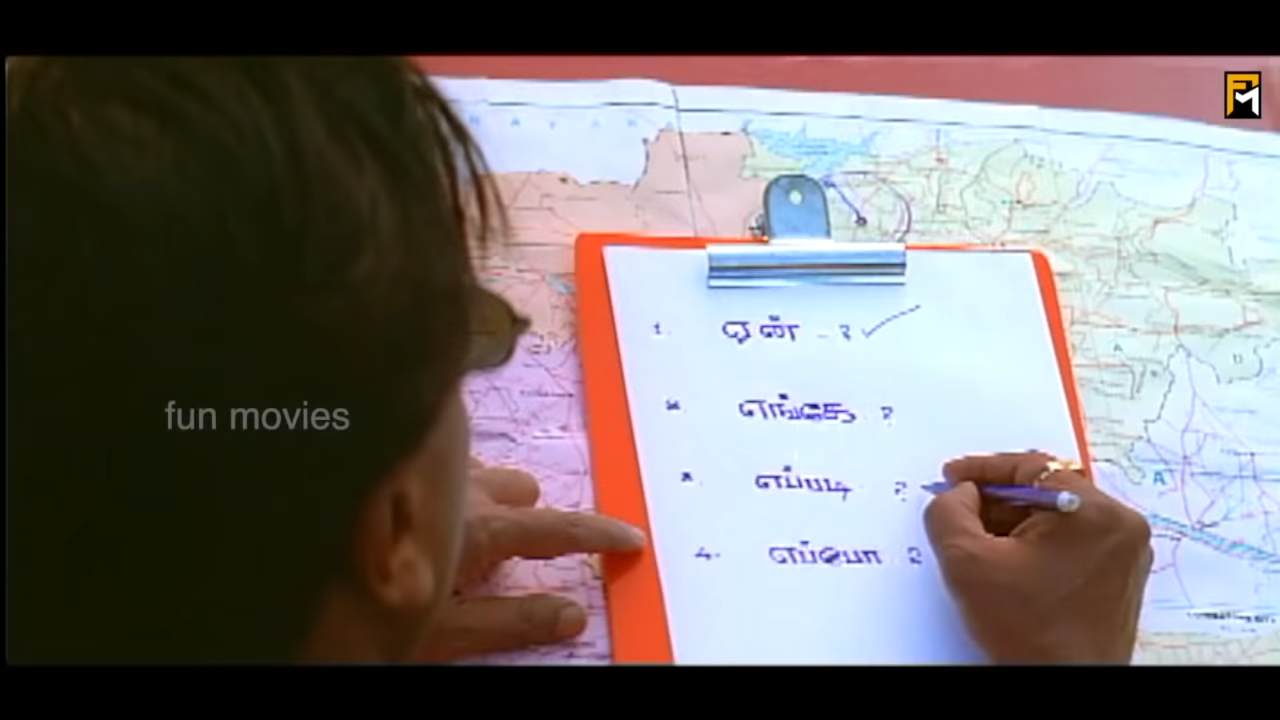 1. ஏன் - ? ✓
2. எங்கே ?
3. எப்படி ?
4. எப்போ ?
fun movies